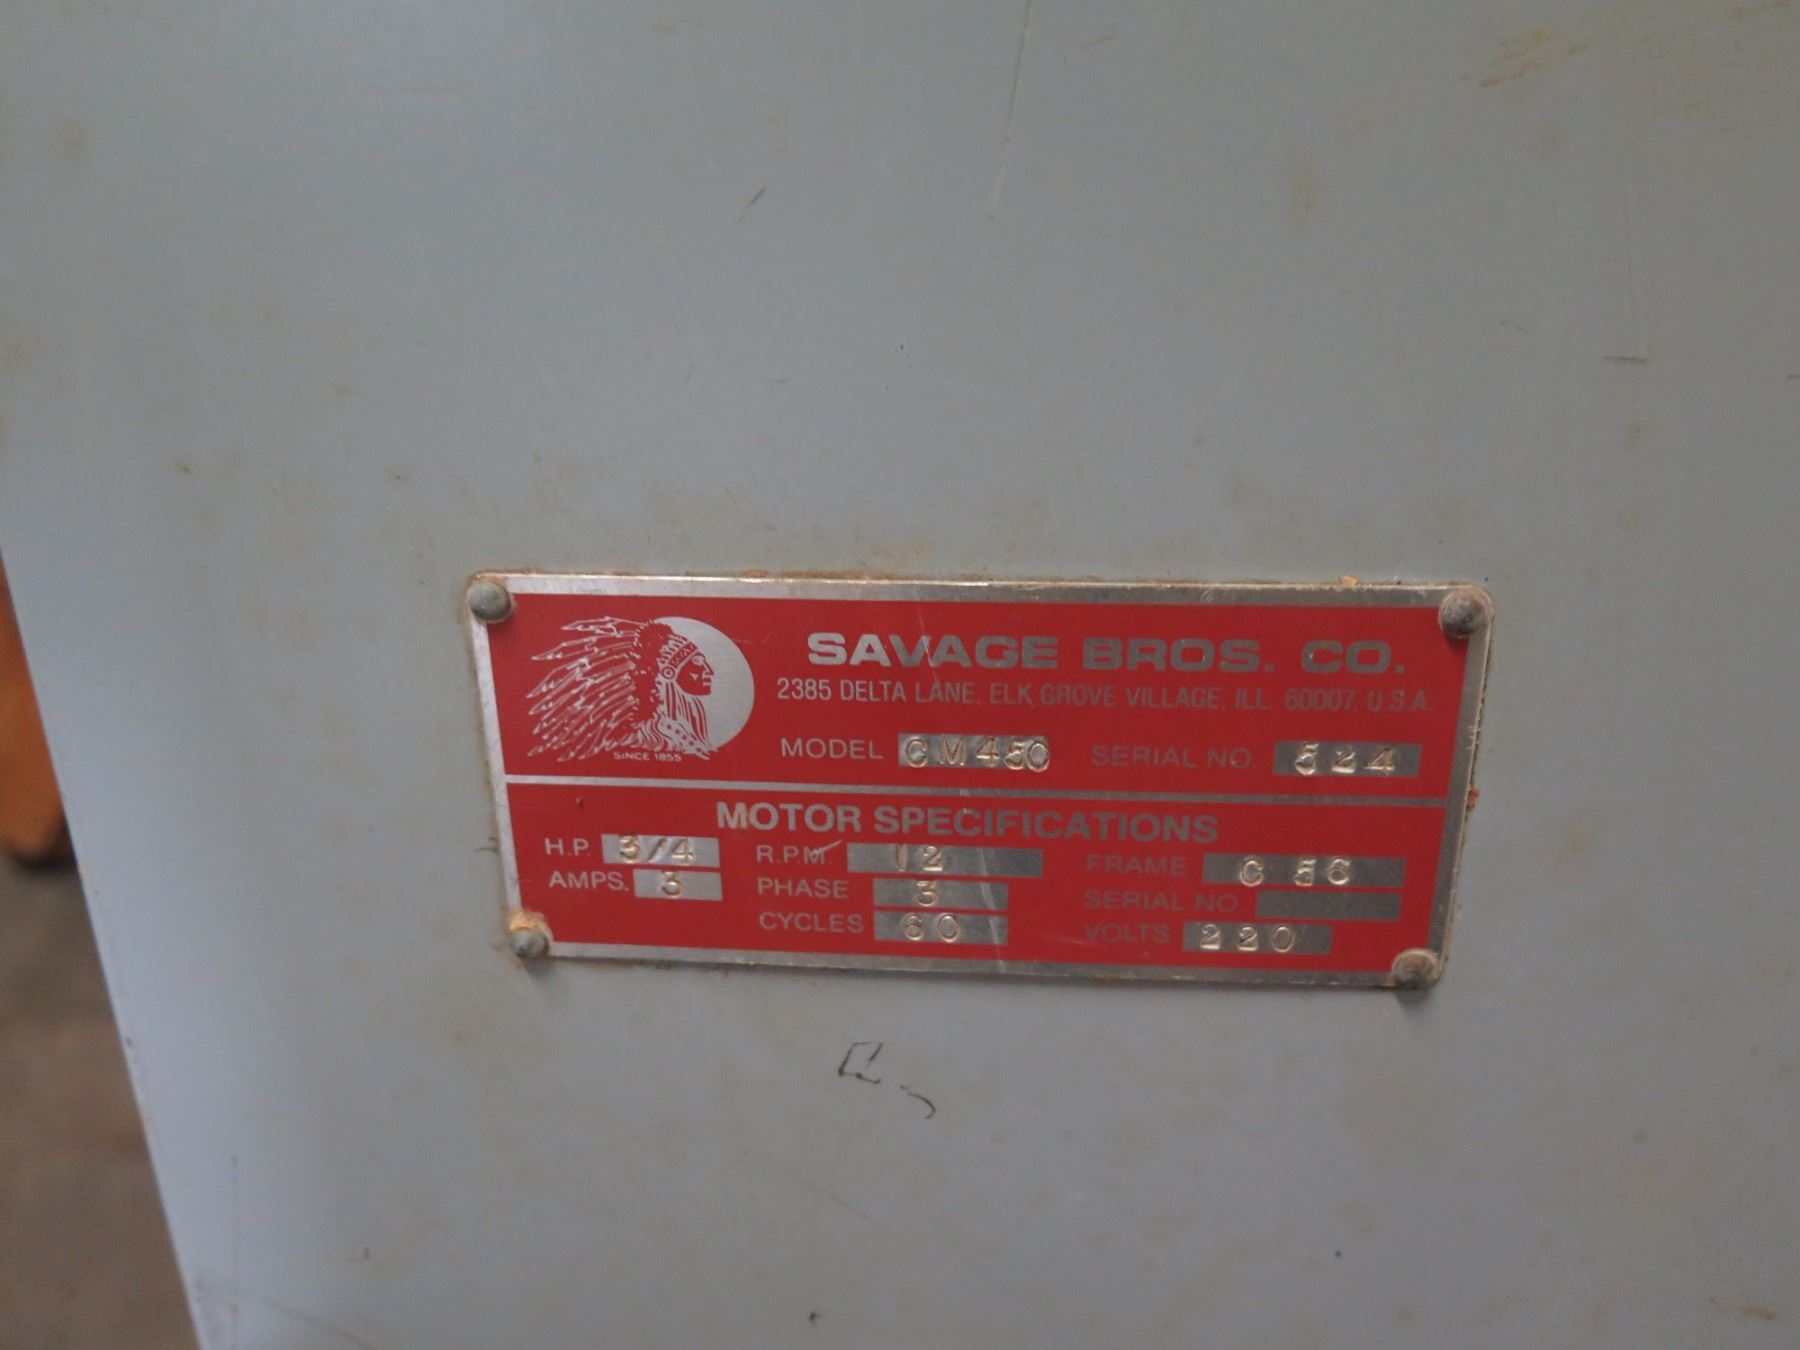 SAVAGE BROS. CO.
2385 DELTA LANE, ELK GROVE VILLAGE, ILL. 60007, U.S.A.
SINCE 1855
MODEL CM450 SERIAL NO 524
MOTOR SPECIFICATIONS
H.P. 3/4 R.P.M. 12 FRAME C 56
AMPS. 3 PHASE 3 SERIAL NO.
CYCLES 60 VOLTS 220